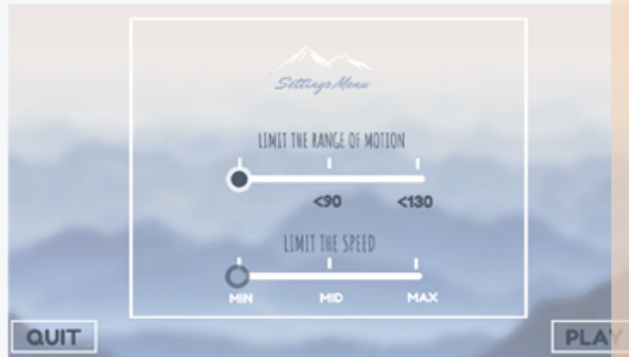 Settings Menu
LIMIT THE RANGE OF MOTION
<90 <130
LIMIT THE SPEED
MIN MID MAX
QUIT PLAY